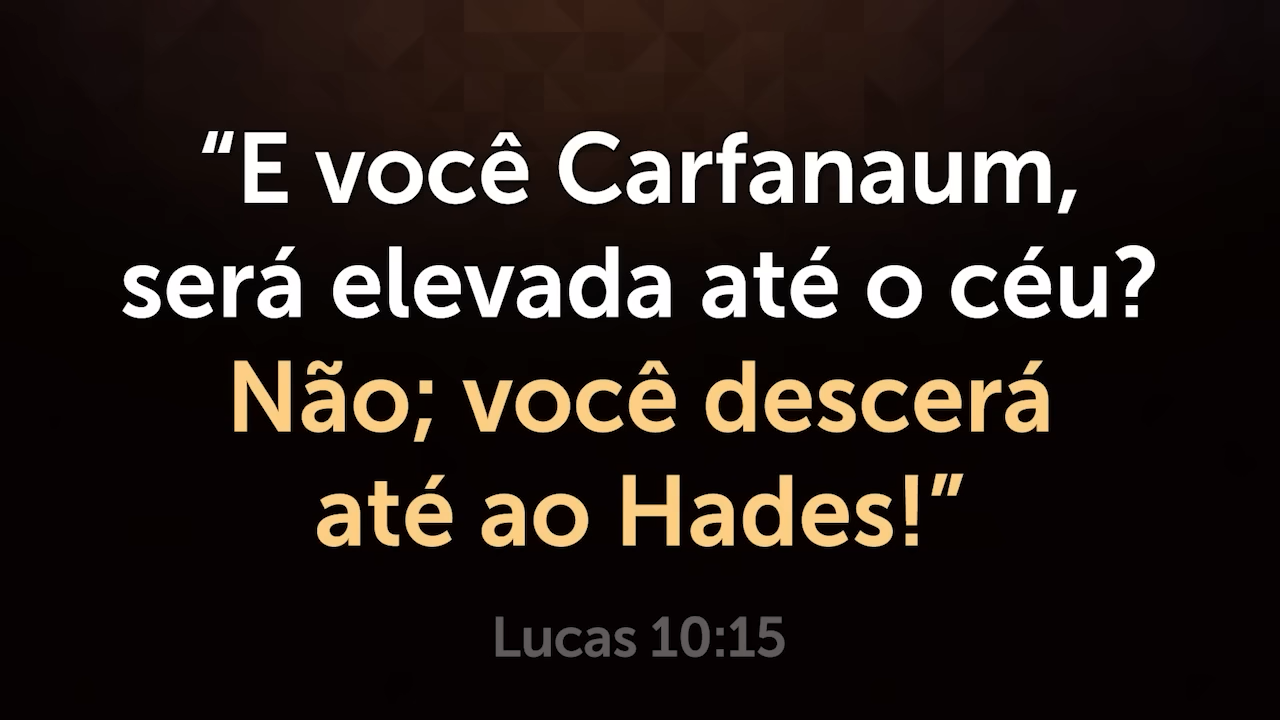 “E você Carfanaum,
será elevada até o céu?
Não; você descerá
até ao Hades!”
Lucas 10:15